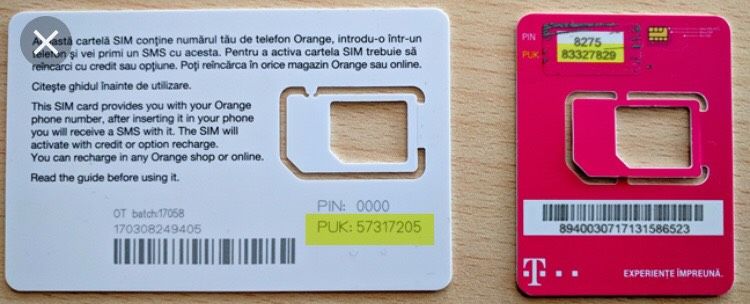 Această cartelă SIM conține numărul tău de telefon Orange, introdu-o într-un
telefon și vei primi un SMS cu acesta. Pentru a activa cartela SIM trebuie să
reîncarci cu credit sau opțiune. Poți reîncărca în orice magazin Orange sau online.
Citește ghidul înainte de utilizare.
This SIM card provides you with your Orange
phone number, after inserting it in your phone
you will receive a SMS with it. The SIM will
activate with credit or option recharge.
You can recharge in any Orange shop or online.
Read the guide before using it.
OT batch:17058
170308249405
PIN: 0000
PUK: 57317205
PIN 8275
PUK 83327829
8940030717131586523
T
EXPERIENȚE ÎMPREUNĂ.